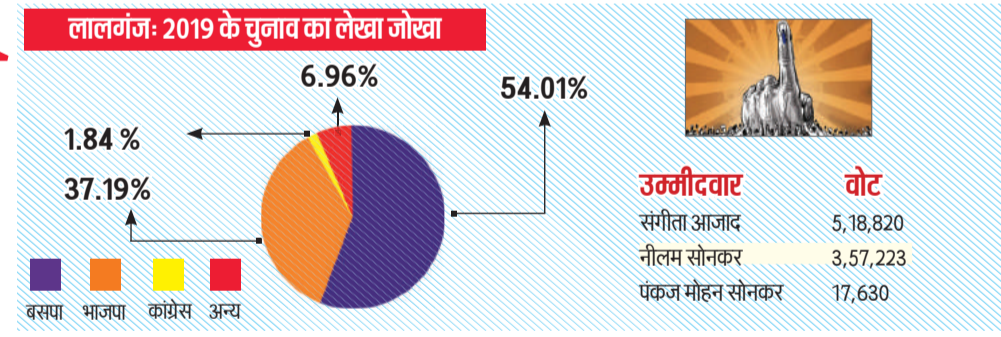 लालगंजः 2019 के चुनाव का लेखा जोखा
6.96%
54.01%
1.84 %
37.19%
बसपा भाजपा कांग्रेस अन्य
उम्मीदवार वोट
संगीता आजाद 5,18,820
नीलम सोनकर 3,57,223
पंकज मोहन सोनकर 17,630